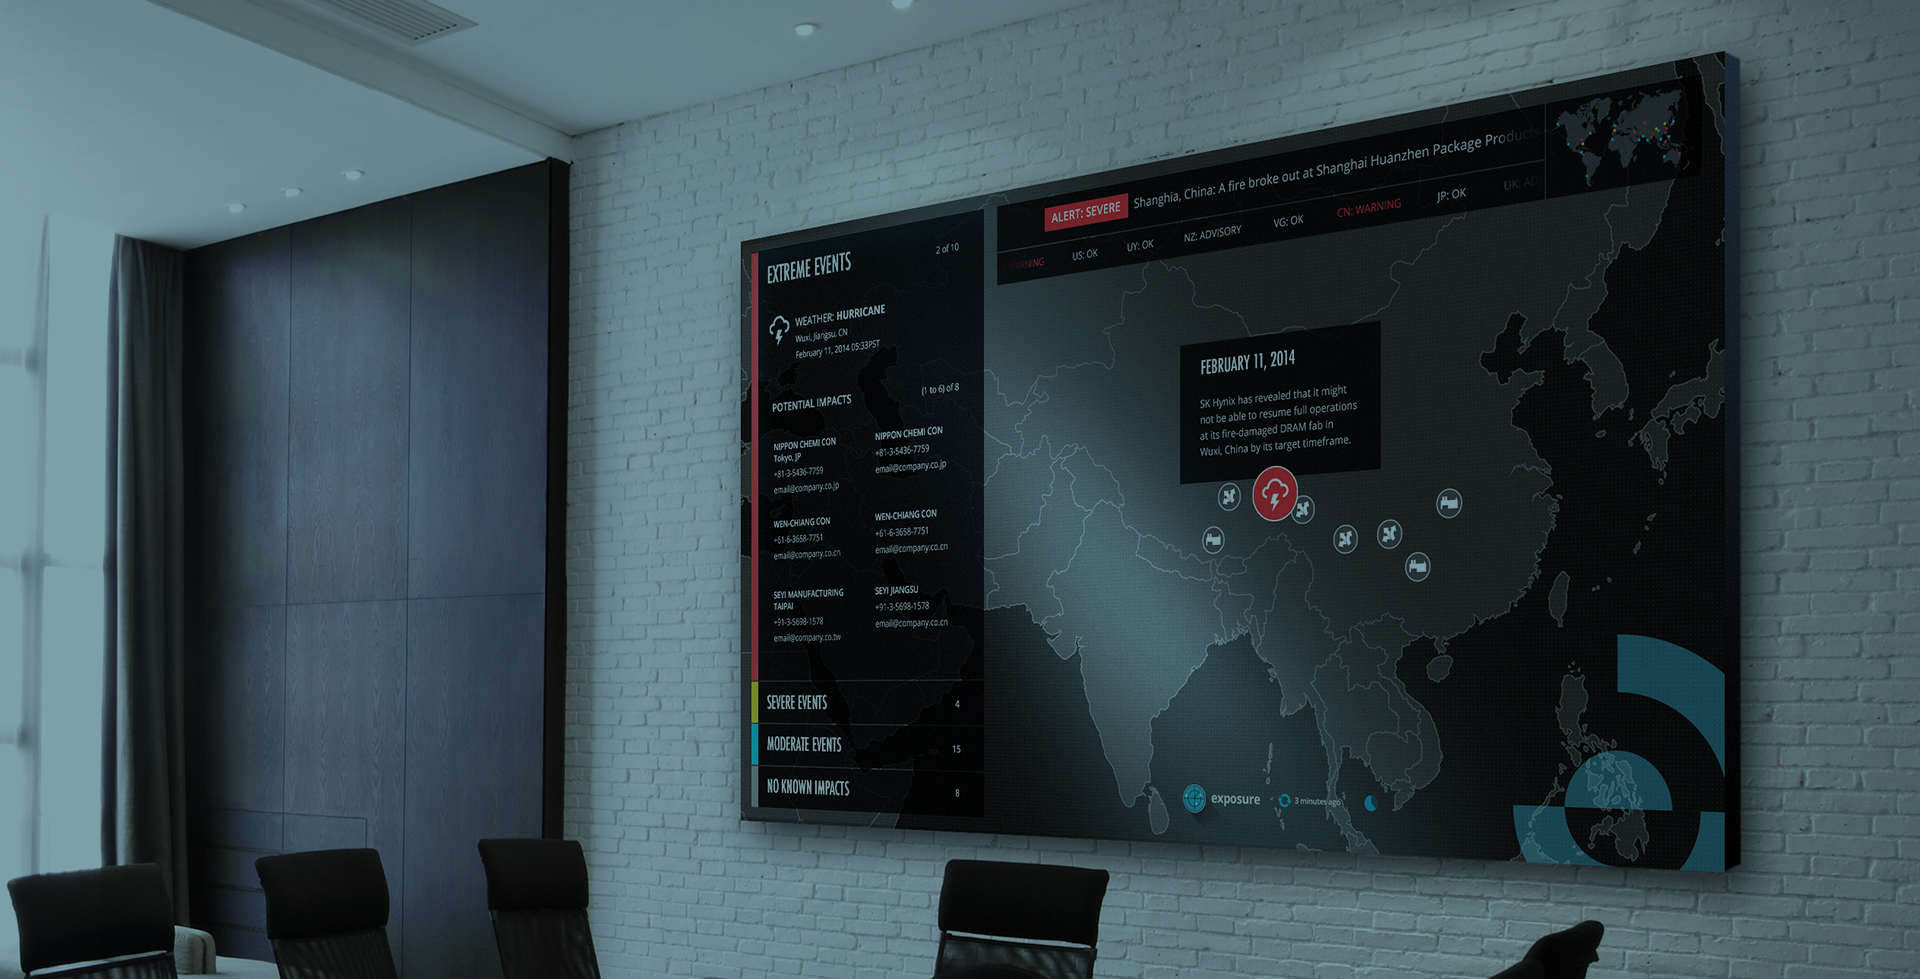 EXTREME EVENTS
2 of 10
WEATHER: HURRICANE
Wuxi, Jiangsu, CN
February 11, 2014 05:33PST
POTENTIAL IMPACTS
(1 to 6) of 8
NIPPON CHEMI CON
Tokyo, JP
+81-3-5436-7759
email@company.co.jp
NIPPON CHEMI CON
+81-3-5436-7759
email@company.co.jp
WEN-CHIANG CON
+61-6-3658-7751
email@company.co.cn
WEN-CHIANG CON
+61-6-3658-7751
email@company.co.cn
SEYI MANUFACTURING
TAIPAI
+91-3-5698-1578
email@company.co.tw
SEYI JIANGSU
+91-3-5698-1578
email@company.co.cn
SEVERE EVENTS
4
MODERATE EVENTS
15
NO KNOWN IMPACTS
8
ALERT: SEVERE
Shanghia, China: A fire broke out at Shanghai Huanzhen Package Products
WARNING
US: OK
UY: OK
NZ: ADVISORY
VG: OK
CN: WARNING
JP: OK
UK: AD
FEBRUARY 11, 2014
SK Hynix has revealed that it might
not be able to resume full operations
at its fire-damaged DRAM fab in
Wuxi, China by its target timeframe.
exposure
3 minutes ago